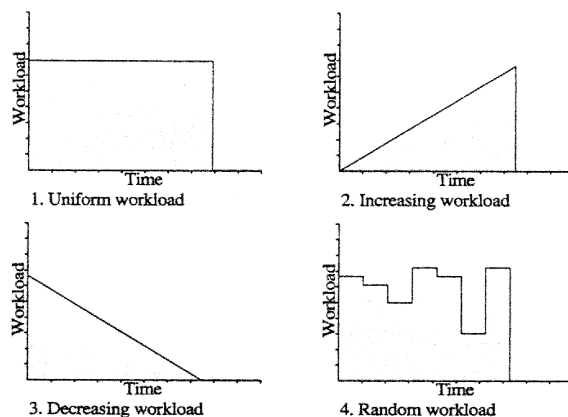 Workload
Time
1. Uniform workload
Workload
Time
2. Increasing workload
Workload
Time
3. Decreasing workload
Workload
Time
4. Random workload